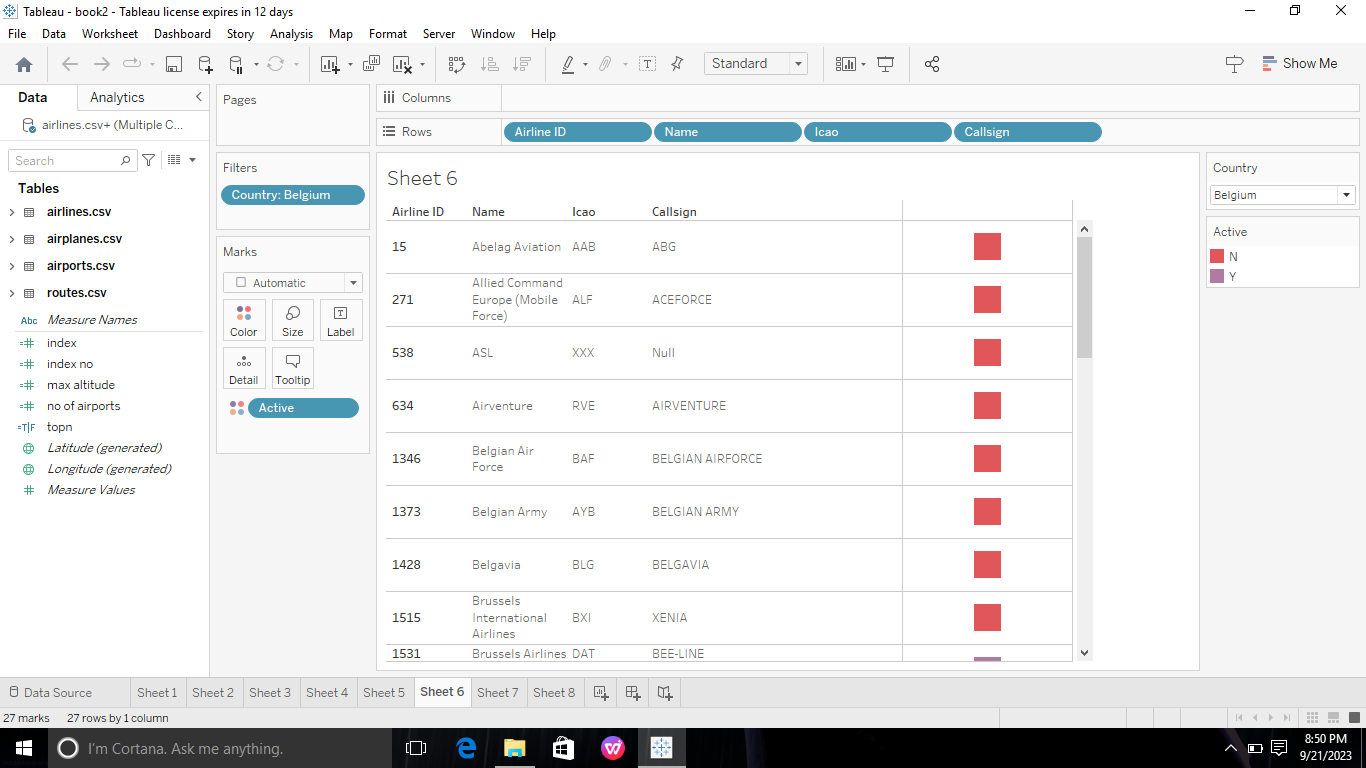 Tableau - book2 - Tableau license expires in 12 days
File Data Worksheet Dashboard Story Analysis Map Format Server Window Help
Standard
Show Me
Data
Analytics
airlines.csv+ (Multiple C...
Search
Tables
airlines.csv
airplanes.csv
airports.csv
routes.csv
Abc Measure Names
index
index no
max altitude
no of airports
topn
Latitude (generated)
Longitude (generated)
Measure Values
Pages
Filters
Country: Belgium
Marks
Automatic
Color Size Label
Detail Tooltip
Active
Columns
Rows Airline ID Name Icao Callsign
Sheet 6
Airline ID Name Icao Callsign
15 Abelag Aviation AAB ABG
271 Allied Command Europe (Mobile Force) ALF ACEFORCE
538 ASL XXX Null
634 Airventure RVE AIRVENTURE
1346 Belgian Air Force BAF BELGIAN AIRFORCE
1373 Belgian Army AYB BELGIAN ARMY
1428 Belgavia BLG BELGAVIA
1515 Brussels International Airlines BXI XENIA
1531 Brussels Airlines DAT BEE-LINE
Country
Belgium
Active
N
Y
Data Source Sheet 1 Sheet 2 Sheet 3 Sheet 4 Sheet 5 Sheet 6 Sheet 7 Sheet 8
27 marks 27 rows by 1 column
I'm Cortana. Ask me anything.
8:50 PM
9/21/2023